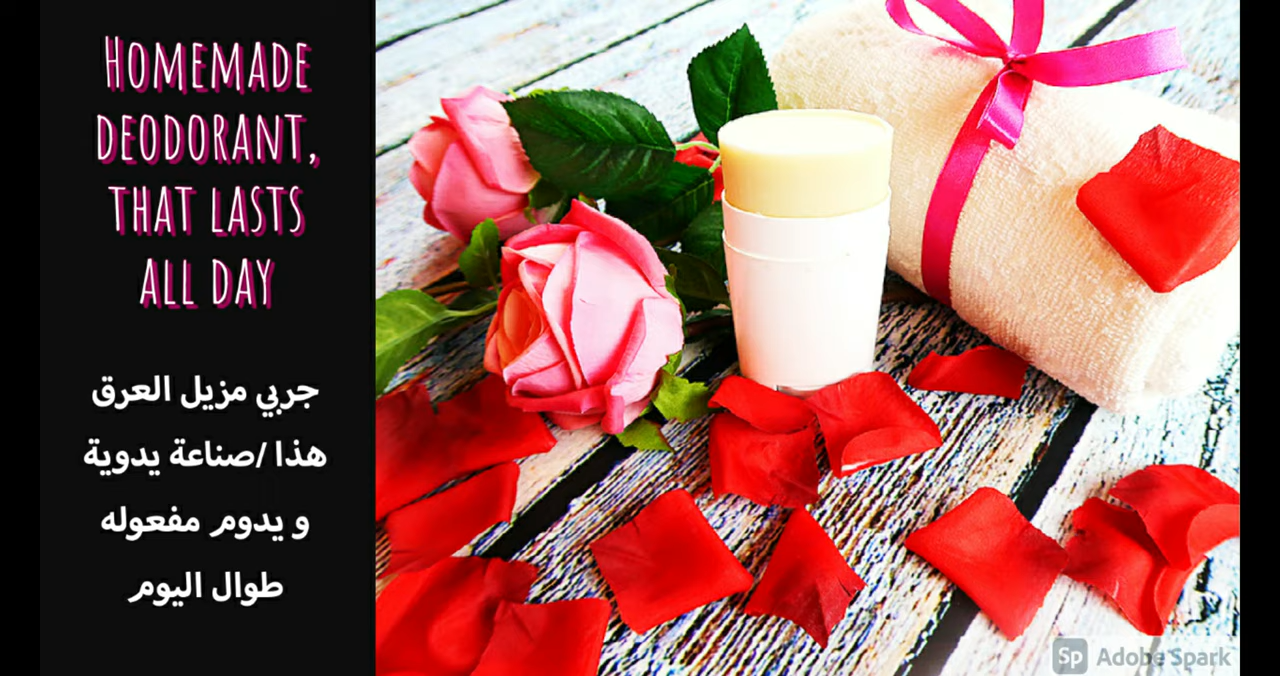 HOMEMADE
DEODORANT,
THAT LASTS
ALL DAY
جربي مزيل العرق
هذا /صناعة يدوية
و يدوم مفعوله
طوال اليوم
Sp Adobe Spark